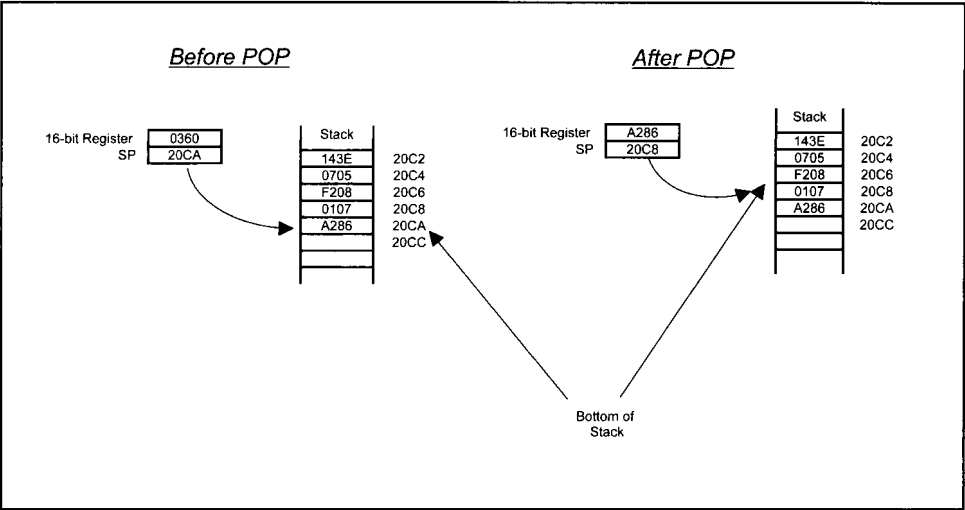 Before POP
16-bit Register 0360
SP 20CA
Stack
143E 20C2
0705 20C4
F208 20C6
0107 20C8
A286 20CA
20CC
After POP
16-bit Register A286
SP 20C8
Stack
143E 20C2
0705 20C4
F208 20C6
0107 20C8
A286 20CA
20CC
Bottom of
Stack